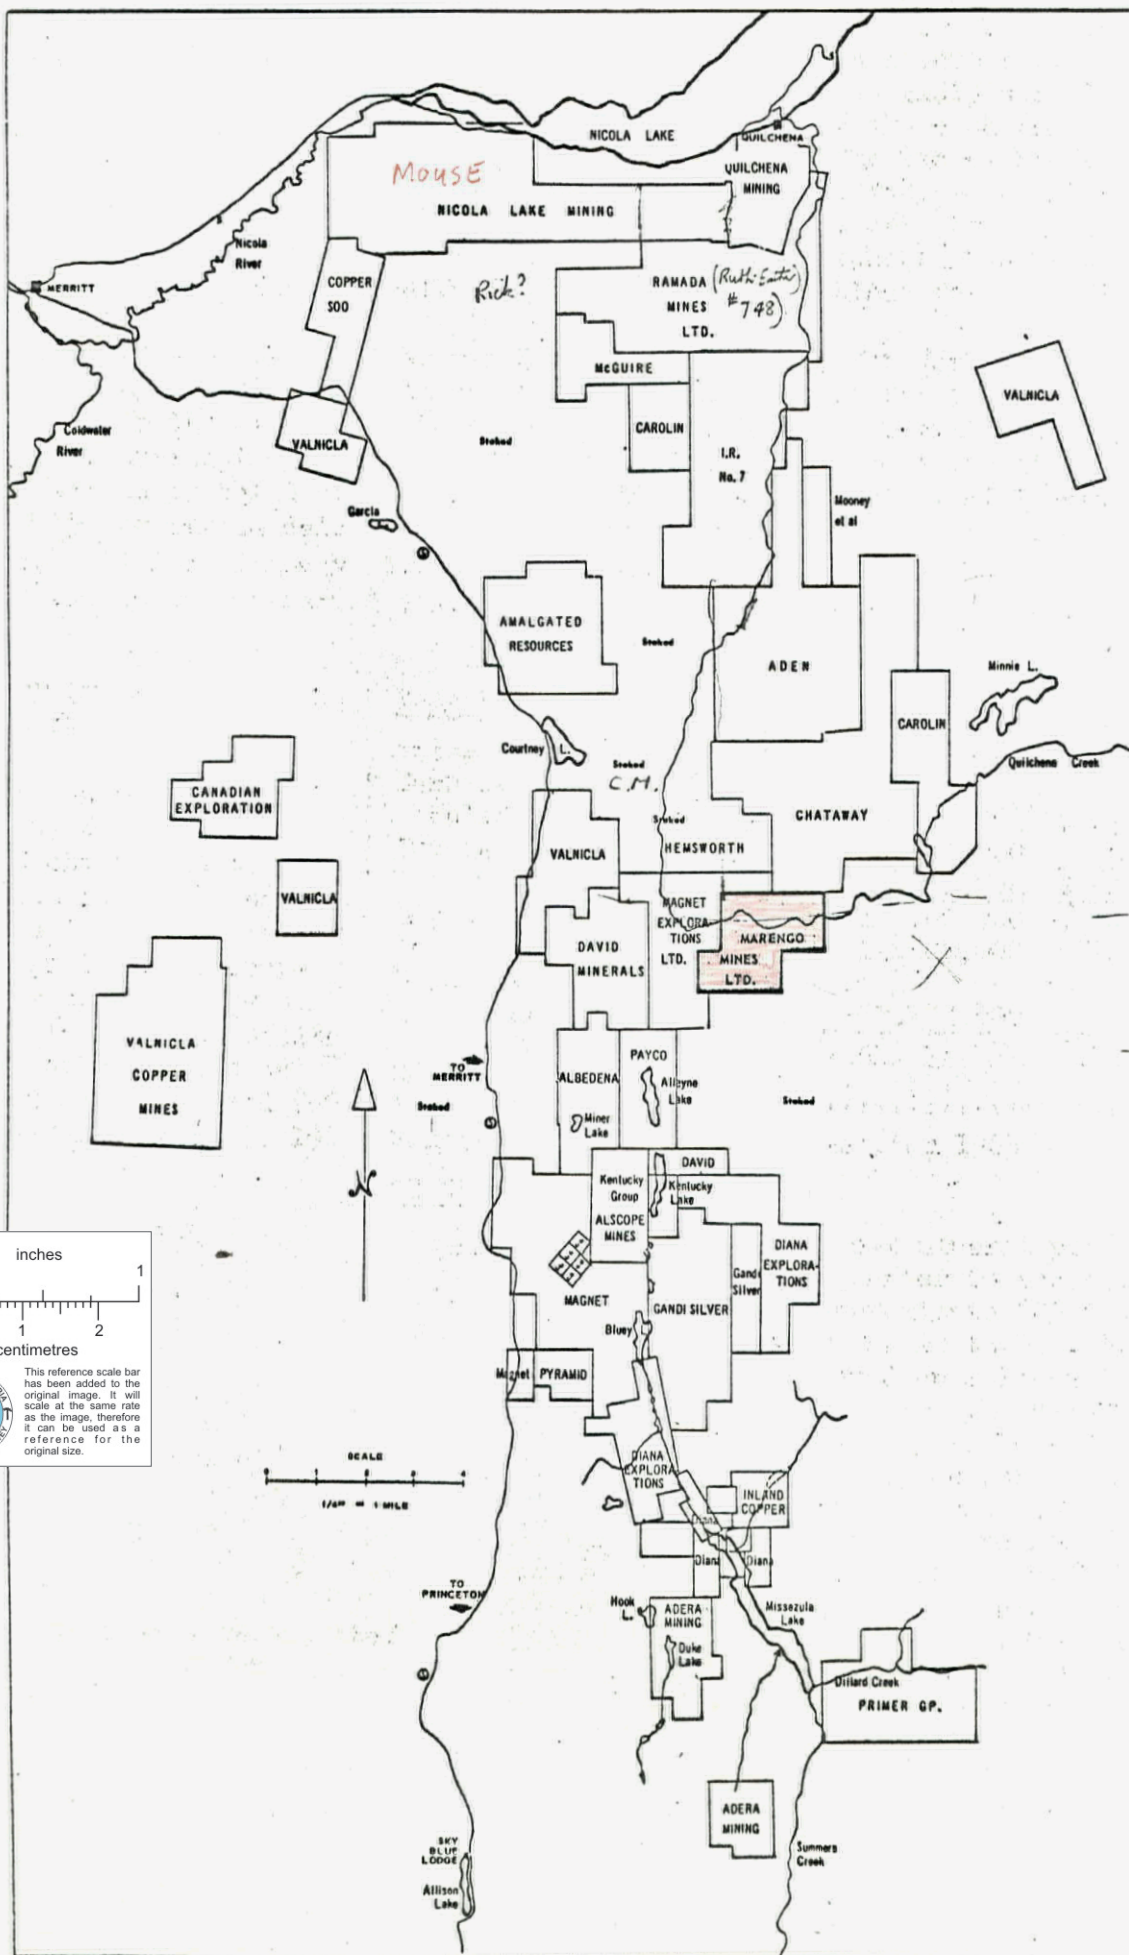 NICOLA LAKE
QUILCHENA
QUILCHENA
MINING
MOUSE
NICOLA LAKE MINING
Nicola
River
MERRITT
COPPER
SOO
Rick?
RAMADA
MINES
LTD.
#748)
McGUIRE
VALNICLA
CAROLIN
Coldwater
River
VALNICLA
Staked
I.R.
No. 7
Garcia
Mooney
et al
5
AMALGATED
RESOURCES
Staked
ADEN
Minnie L.
CAROLIN
Courtney L.
Staked
C.M.
Quilchena Creek
CANADIAN
EXPLORATION
CHATAWAY
Staked
HEMSWORTH
VALNICLA
VALNICLA
MAGNET
EXPLORA-
TIONS
LTD.
MARENGO
MINES
LTD.
DAVID
MINERALS
VALNICLA
COPPER
MINES
TO
MERRITT
ALBEDENA
PAYCO
Alleyne
Lake
Staked
Staked
Miner
Lake
5
DAVID
N
Kentucky
Group
Kentucky
Lake
ALSCOPE
MINES
DIANA
EXPLORA-
TIONS
Gandi
Silver
MAGNET
GANDI SILVER
Bluey L
Magnet
PYRAMID
inches
1
1 2
centimetres
This reference scale bar
has been added to the
original image. It will
scale at the same rate
as the image, therefore
it can be used as a
reference for the
original size.
SCALE
0 1 2 3 4
1/4" = 1 MILE
DIANA
EXPLORA
TIONS
INLAND
COPPER
Diana
Diana
Diana
TO
PRINCETON
Hook
L.
ADERA
MINING
Missezula
Lake
Duke
Lake
5
Dillard Creek
PRIMER GP.
ADERA
MINING
Summers
Creek
SKY
BLUE
LODGE
Allison
Lake